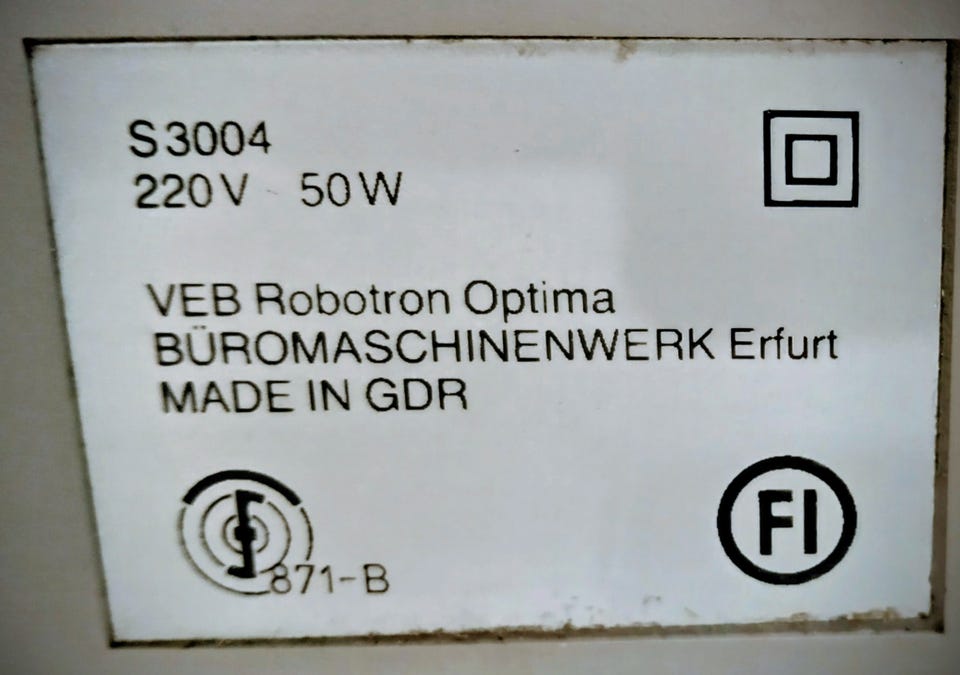 S3004
220V 50W
VEB Robotron Optima
BÜROMASCHINENWERK Erfurt
MADE IN GDR
871-B
FI